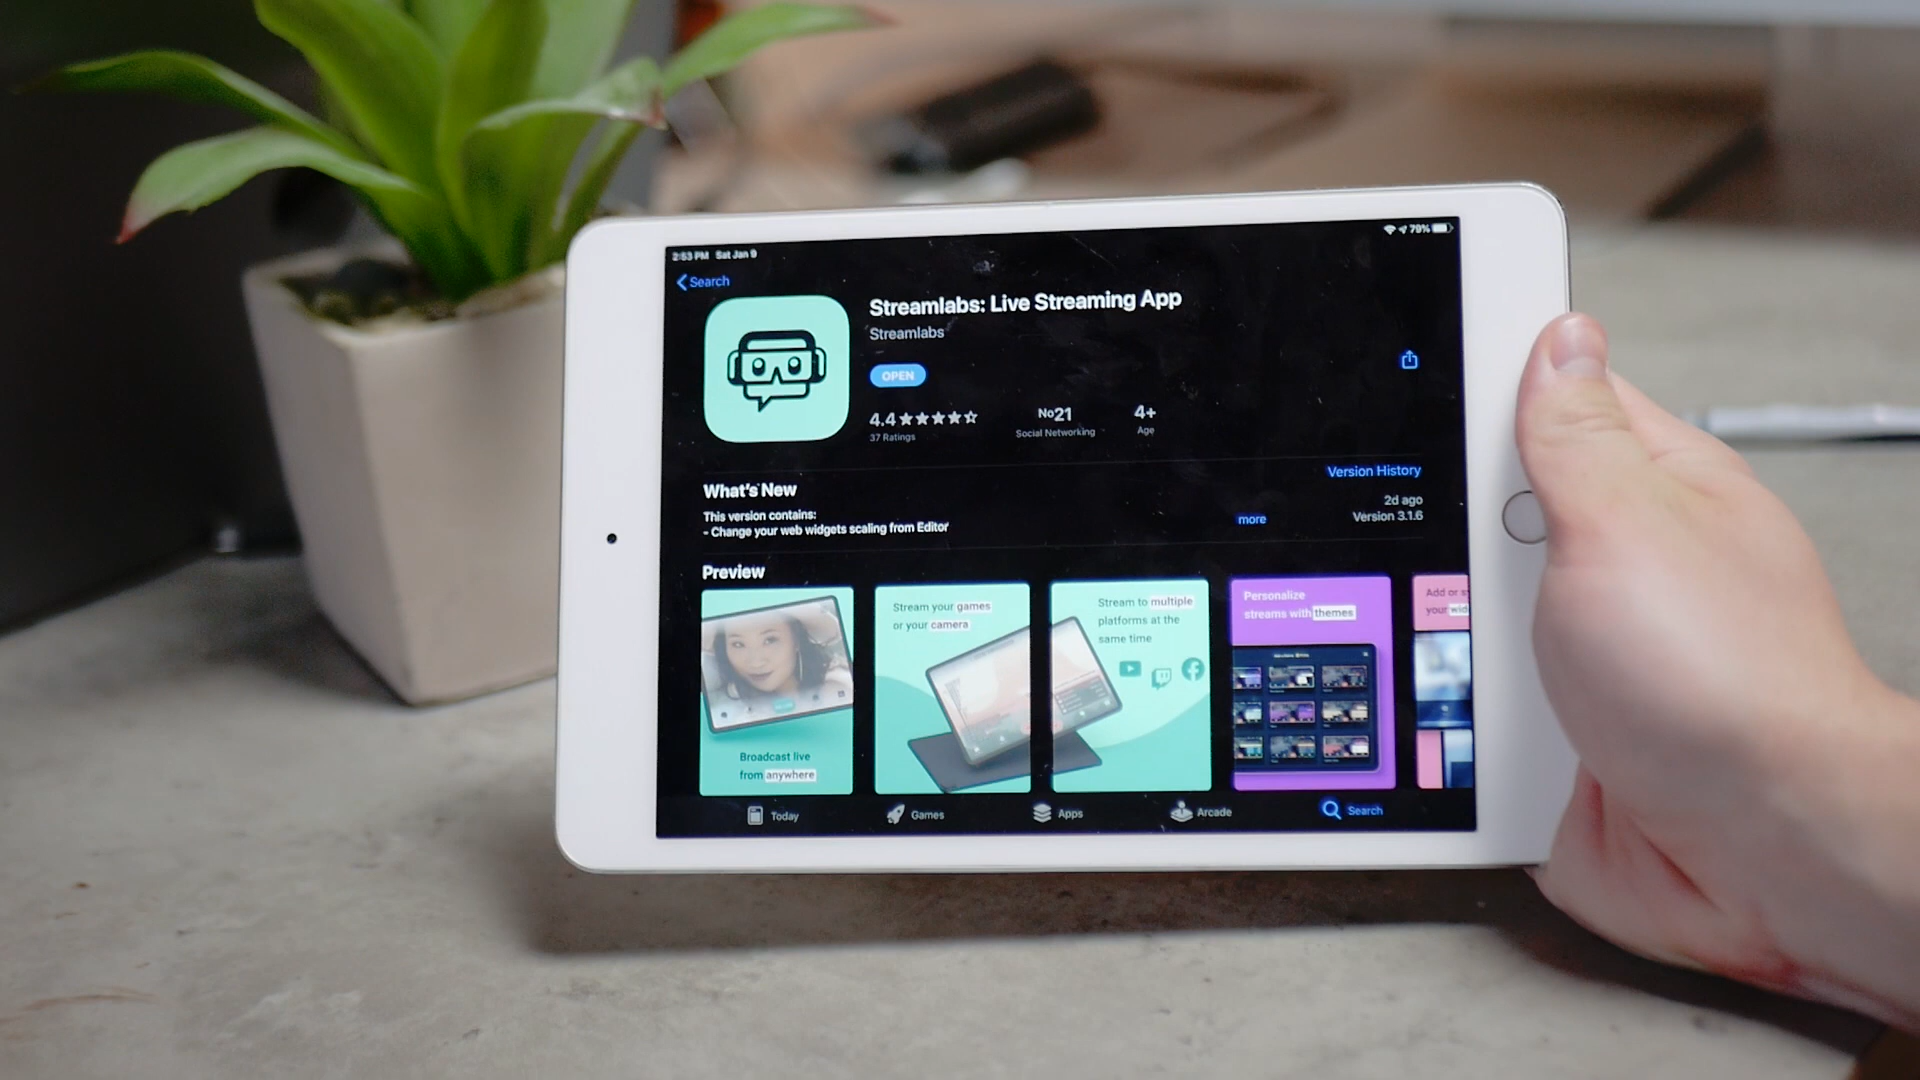 2:53 PM Sat Jan 9
79%
Search
Streamlabs: Live Streaming App
Streamlabs
OPEN
4.4
37 Ratings
No21
Social Networking
4+
Age
What's New
Version History
This version contains:
- Change your web widgets scaling from Editor
more
2d ago
Version 3.1.6
Preview
Broadcast live
from anywhere
Stream your games
or your camera
Stream to multiple
platforms at the
same time
Personalize
streams with themes
Add or
your
Today
Games
Apps
Arcade
Search